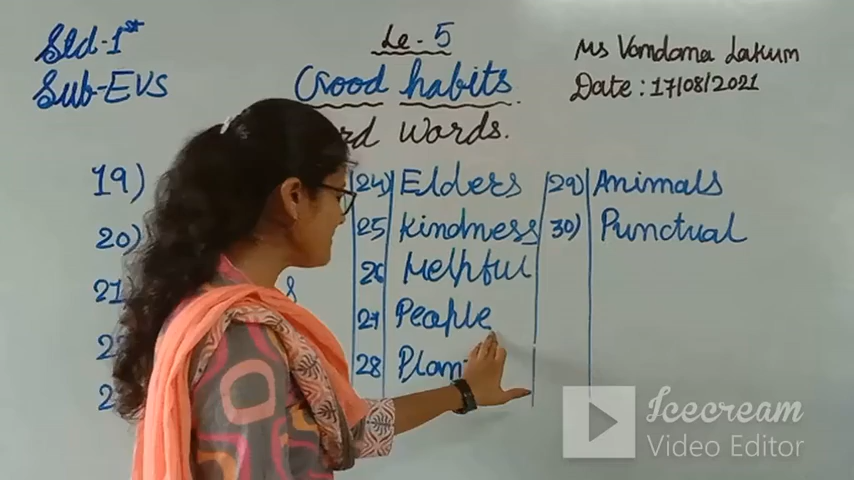 Std-1st
Le-5
Ms Vandana Lakum
Sub-EVS
Good habits
Date : 17/08/2021
Words.
19)
20)
24) Elders
25 Kindness
26 Helpful
27 People
28
29) Animals
30) Punctual
Icecream
Video Editor